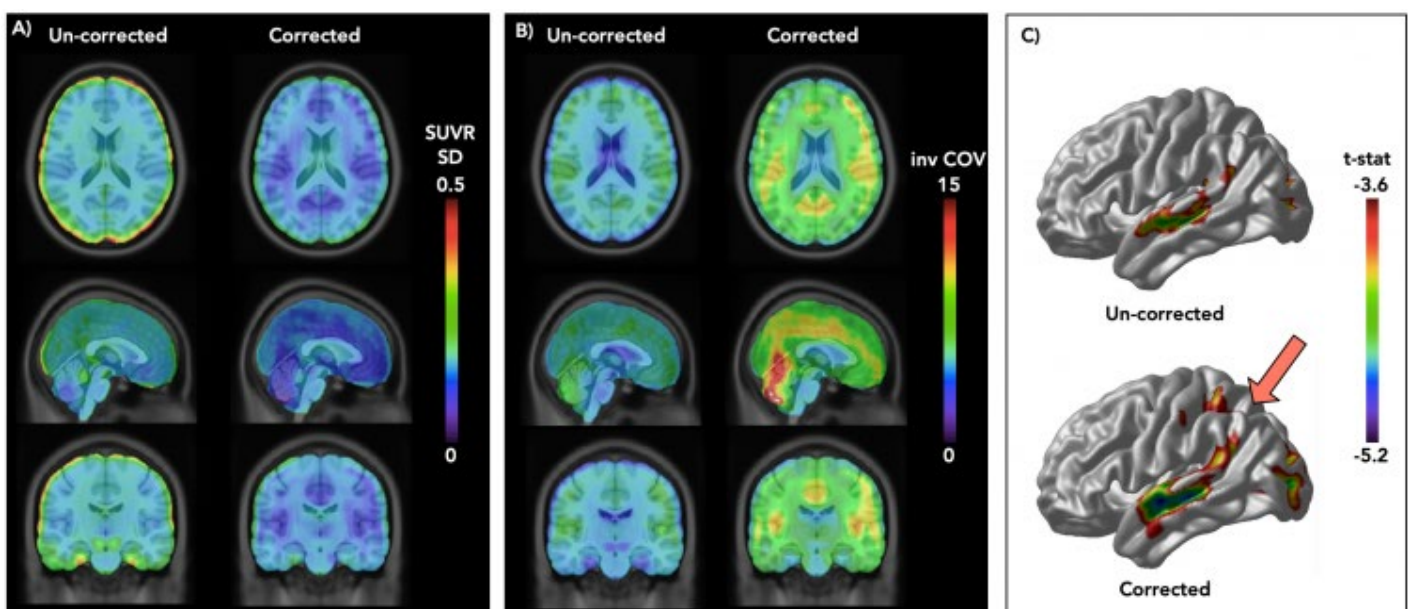 A)
Un-corrected
Corrected
SUVR
SD
0.5
0
B)
Un-corrected
Corrected
inv COV
15
0
C)
Un-corrected
t-stat
-3.6
-5.2
Corrected